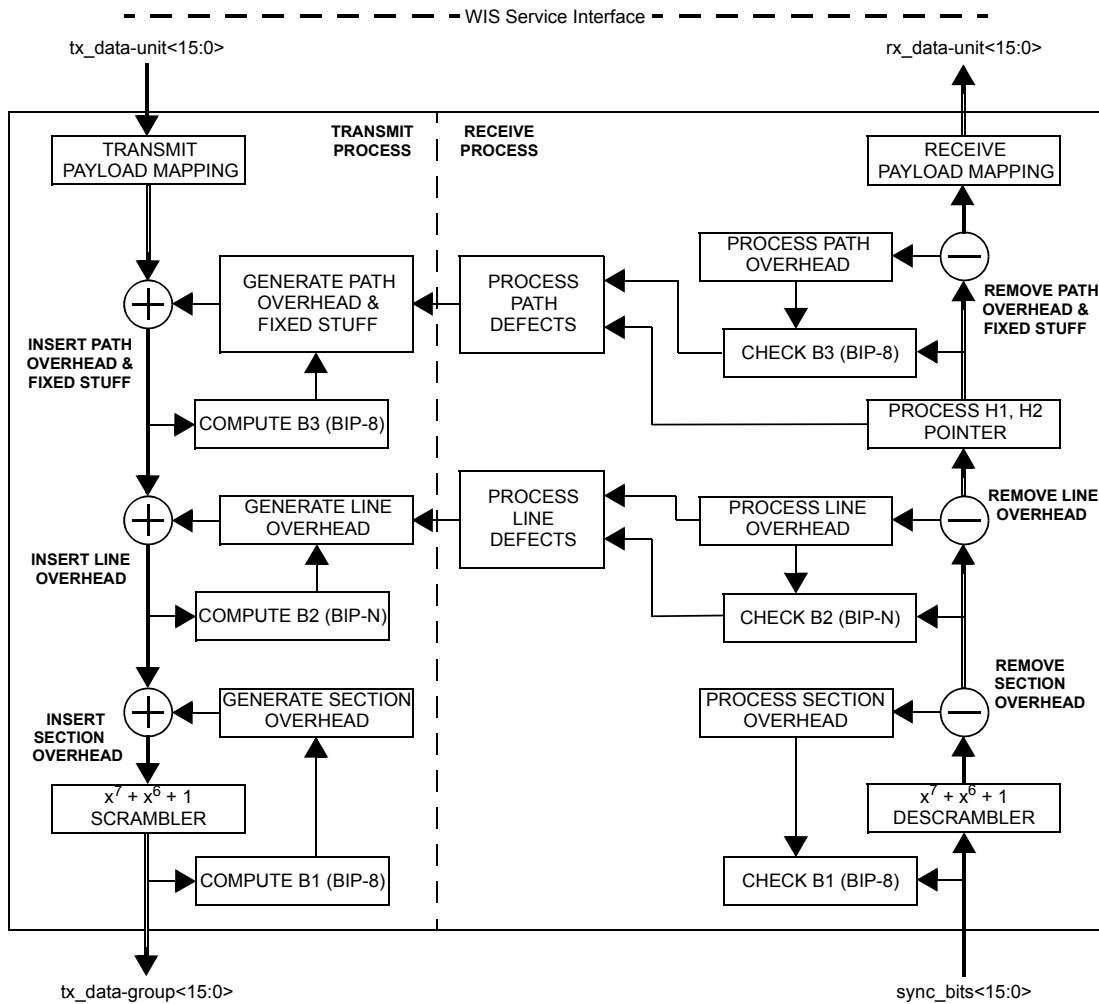 WIS Service Interface
tx_data-unit<15:0>
rx_data-unit<15:0>
TRANSMIT
PROCESS
RECEIVE
PROCESS
TRANSMIT
PAYLOAD MAPPING
RECEIVE
PAYLOAD MAPPING
GENERATE PATH
OVERHEAD &
FIXED STUFF
PROCESS
PATH
DEFECTS
PROCESS PATH
OVERHEAD
REMOVE PATH
OVERHEAD &
FIXED STUFF
INSERT PATH
OVERHEAD &
FIXED STUFF
CHECK B3 (BIP-8)
COMPUTE B3 (BIP-8)
PROCESS H1, H2
POINTER
GENERATE LINE
OVERHEAD
PROCESS
LINE
DEFECTS
PROCESS LINE
OVERHEAD
REMOVE LINE
OVERHEAD
INSERT LINE
OVERHEAD
COMPUTE B2 (BIP-N)
CHECK B2 (BIP-N)
GENERATE SECTION
OVERHEAD
PROCESS SECTION
OVERHEAD
REMOVE
SECTION
OVERHEAD
INSERT
SECTION
OVERHEAD
x7 + x6 + 1
SCRAMBLER
x7 + x6 + 1
DESCRAMBLER
COMPUTE B1 (BIP-8)
CHECK B1 (BIP-8)
tx_data-group<15:0>
sync_bits<15:0>